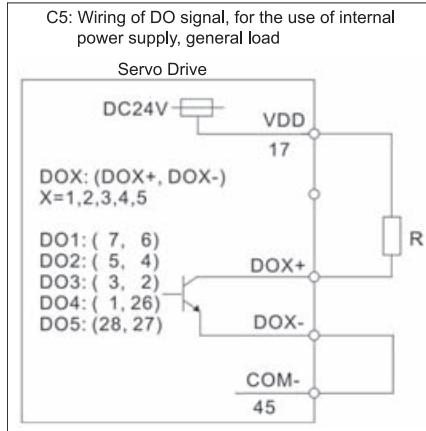 C5: Wiring of DO signal, for the use of internal
power supply, general load
Servo Drive
DC24V
VDD
17
DOX: (DOX+, DOX-)
X=1,2,3,4,5
R
DO1: ( 7, 6)
DO2: ( 5, 4)
DO3: ( 3, 2)
DO4: ( 1, 26)
DO5: (28, 27)
DOX+
DOX-
COM-
45